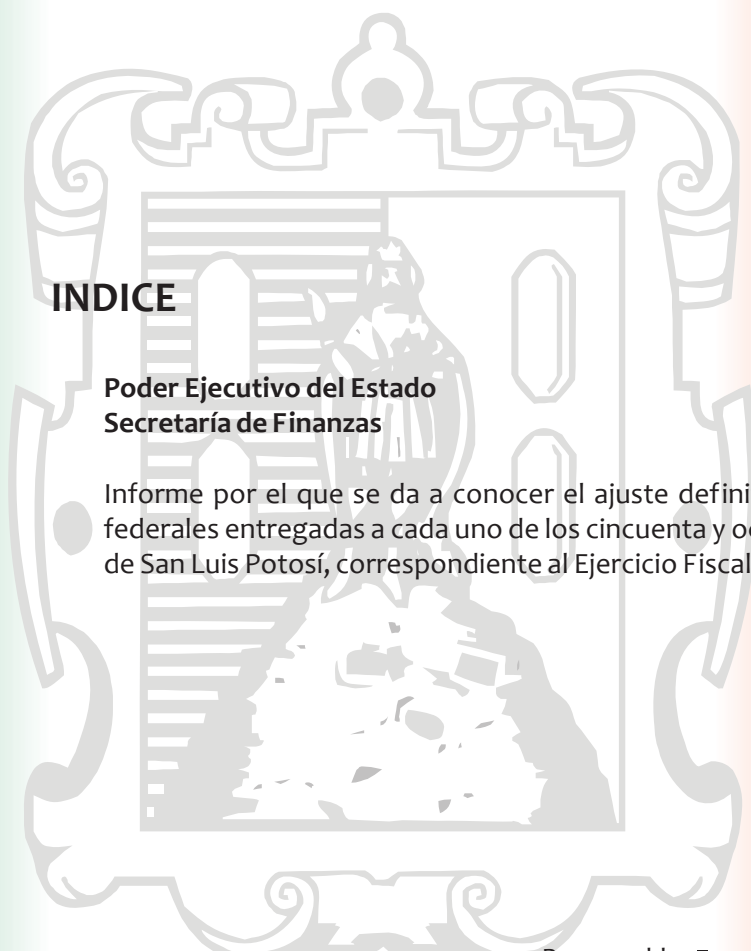 INDICE
Poder Ejecutivo del Estado
Secretaría de Finanzas
Informe por el que se da a conocer el ajuste
federales entregadas a cada uno de los cincuenta y
de San Luis Potosí, correspondiente al Ejercicio Fiscal